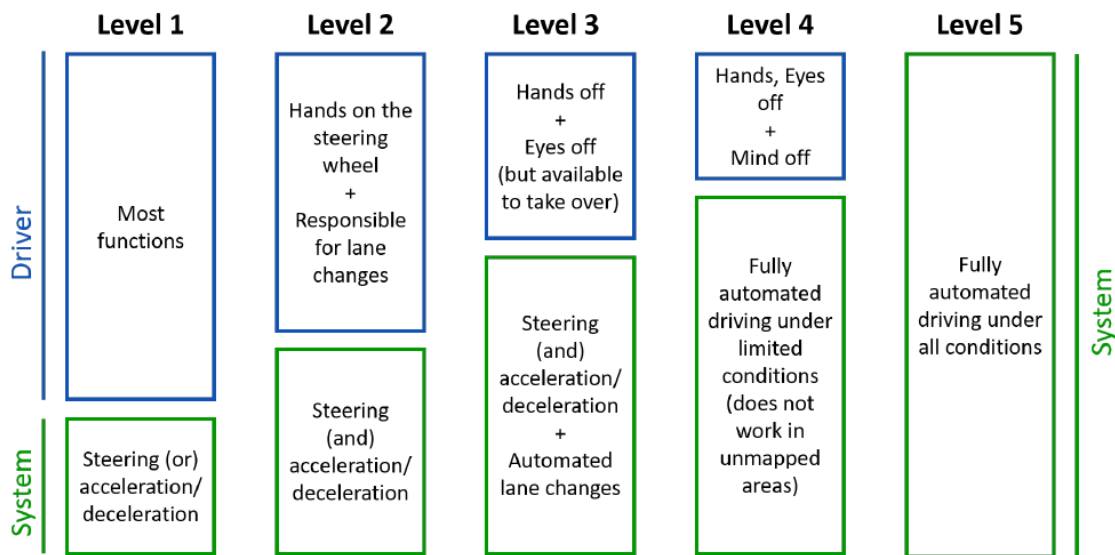 Level 1
Level 2
Level 3
Level 4
Level 5
Driver
System
Most
functions
Steering (or)
acceleration/
deceleration
Hands on the
steering
wheel
+
Responsible
for lane
changes
Steering
(and)
acceleration/
deceleration
Hands off
+
Eyes off
(but available
to take over)
Steering
(and)
acceleration/
deceleration
+
Automated
lane changes
Hands, Eyes
off
+
Mind off
Fully
automated
driving under
limited
conditions
(does not
work in
unmapped
areas)
Fully
automated
driving under
all conditions
System